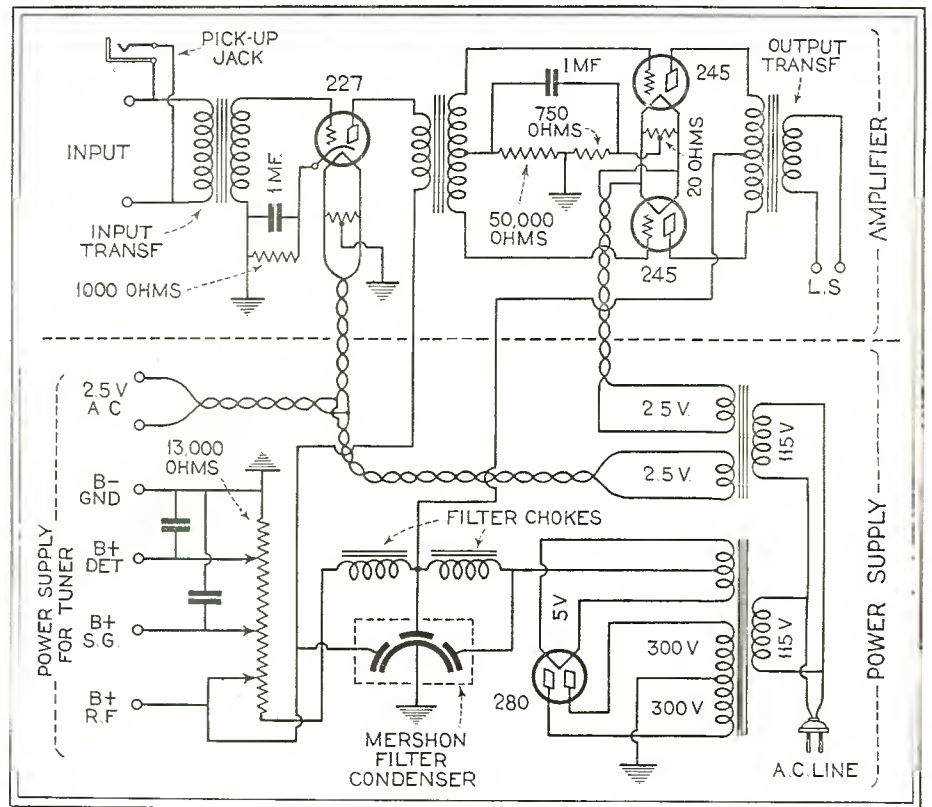 PICK-UP
JACK
227
1 MF.
245
OUTPUT
TRANSF
750
OHMS
20 OHMS
INPUT
1 MF.
50,000
OHMS
245
L.S
INPUT
TRANSF
1000 OHMS
AMPLIFIER
2.5 V
A C
2.5 V.
115 V
13,000
OHMS
2.5V.
B-
GND
FILTER CHOKES
B+
DET
5V
B+
S.G.
300 V
115 V
B+
R.F
280
300 V
MERSHON
FILTER
CONDENSER
A.C. LINE
POWER SUPPLY
FOR TUNER
POWER SUPPLY